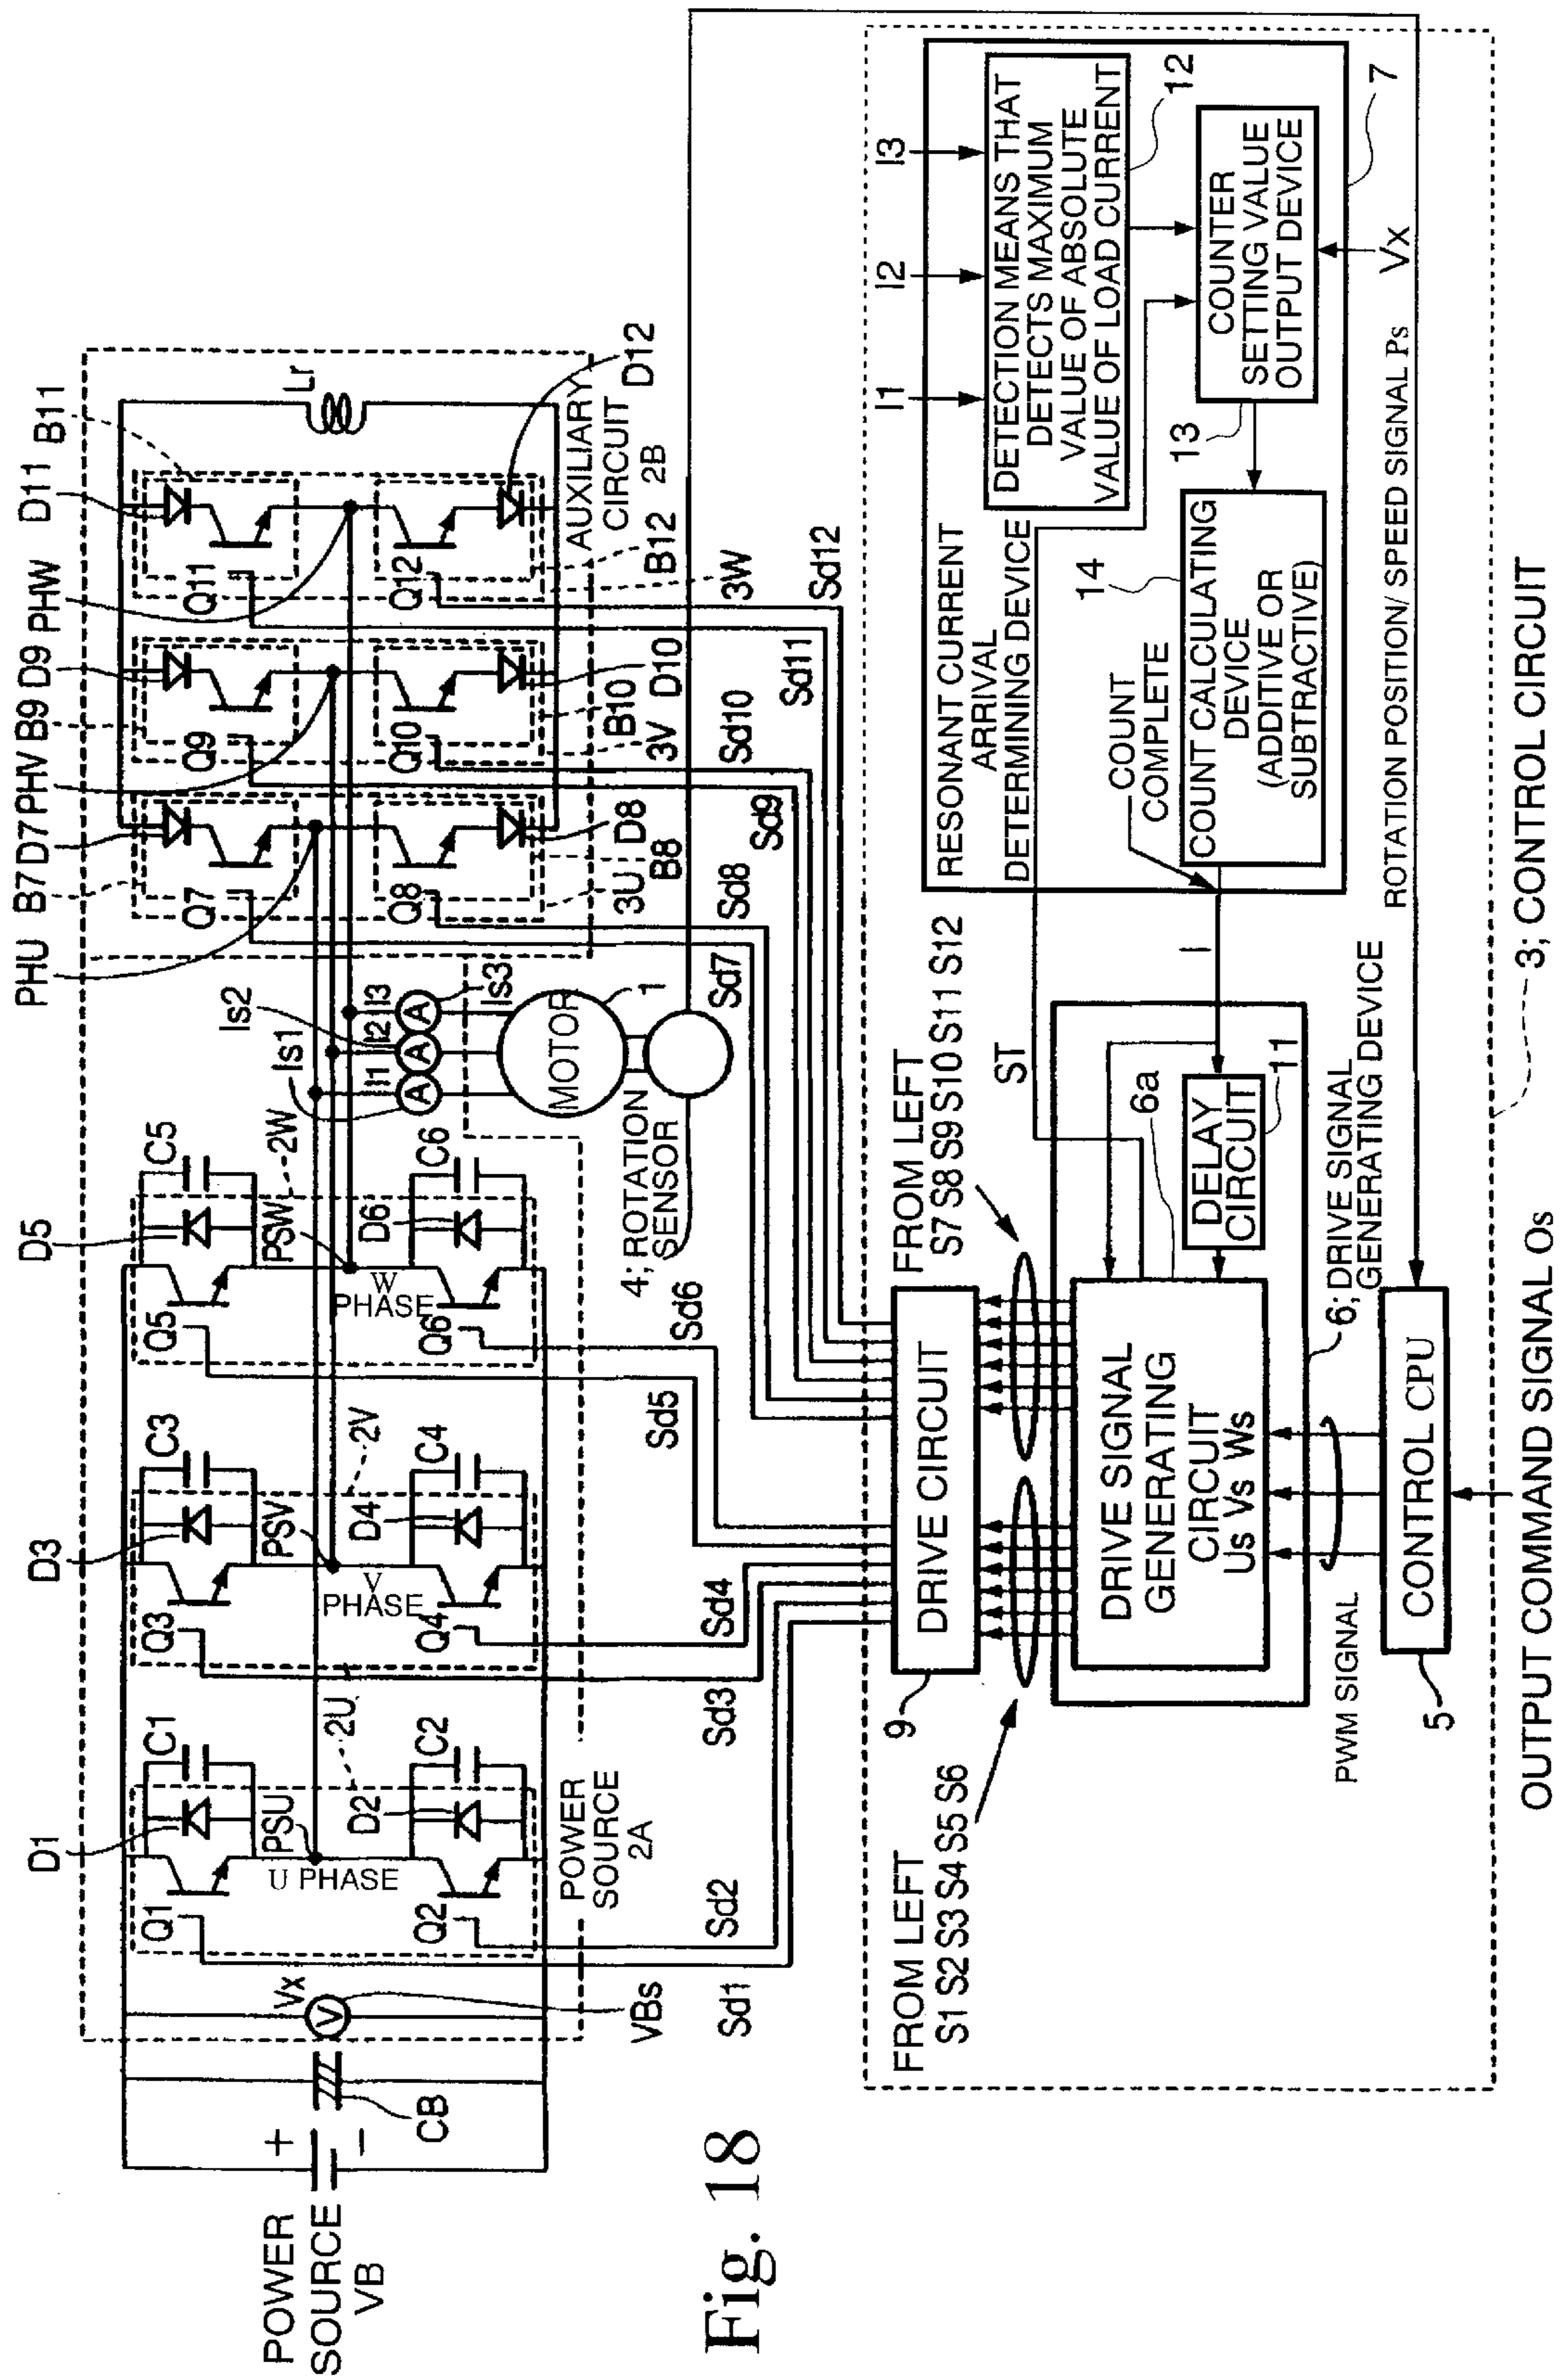 POWER
SOURCE
VB
+
−
CB
Vx
V
VBs
D1
Q1
C1
PSU
U PHASE
2U
D2
C2
Q2
POWER
SOURCE
2A
D3
Q3
C3
PSV
V
PHASE
2V
D4
C4
Q4
D5
Q5
C5
PSW
W
PHASE
2W
D6
C6
Q6
Is1
Is2
Is3
I1
I2
I3
A
A
A
MOTOR
1
4; ROTATION
SENSOR
PHU
B7
D7
PHV
B9
D9
PHW
D11
B11
Q7
Q8
Q9
Q10
Q11
Q12
Lr
3U
B8
D8
3V
B10
D10
3W
B12
D12
AUXILIARY
CIRCUIT
2B
Sd1
Sd2
Sd3
Sd4
Sd5
Sd6
Sd7
Sd8
Sd9
Sd10
Sd11
Sd12
Fig. 18
FROM LEFT
S1 S2 S3 S4 S5 S6
9
DRIVE CIRCUIT
FROM LEFT
S7 S8 S9 S10 S11 S12
ST
DRIVE SIGNAL
GENERATING
CIRCUIT
Us Vs Ws
6a
DELAY
CIRCUIT
11
6; DRIVE SIGNAL
GENERATING DEVICE
PWM SIGNAL
5
CONTROL CPU
OUTPUT COMMAND SIGNAL Os
I
RESONANT CURRENT
ARRIVAL
DETERMINING DEVICE
COUNT
COMPLETE
14
COUNT CALCULATING
DEVICE
(ADDITIVE OR
SUBTRACTIVE)
I1
I2
I3
DETECTION MEANS THAT
DETECTS MAXIMUM
VALUE OF ABSOLUTE
VALUE OF LOAD CURRENT
12
13
COUNTER
SETTING VALUE
OUTPUT DEVICE
7
Vx
ROTATION POSITION/ SPEED SIGNAL Ps
3; CONTROL CIRCUIT